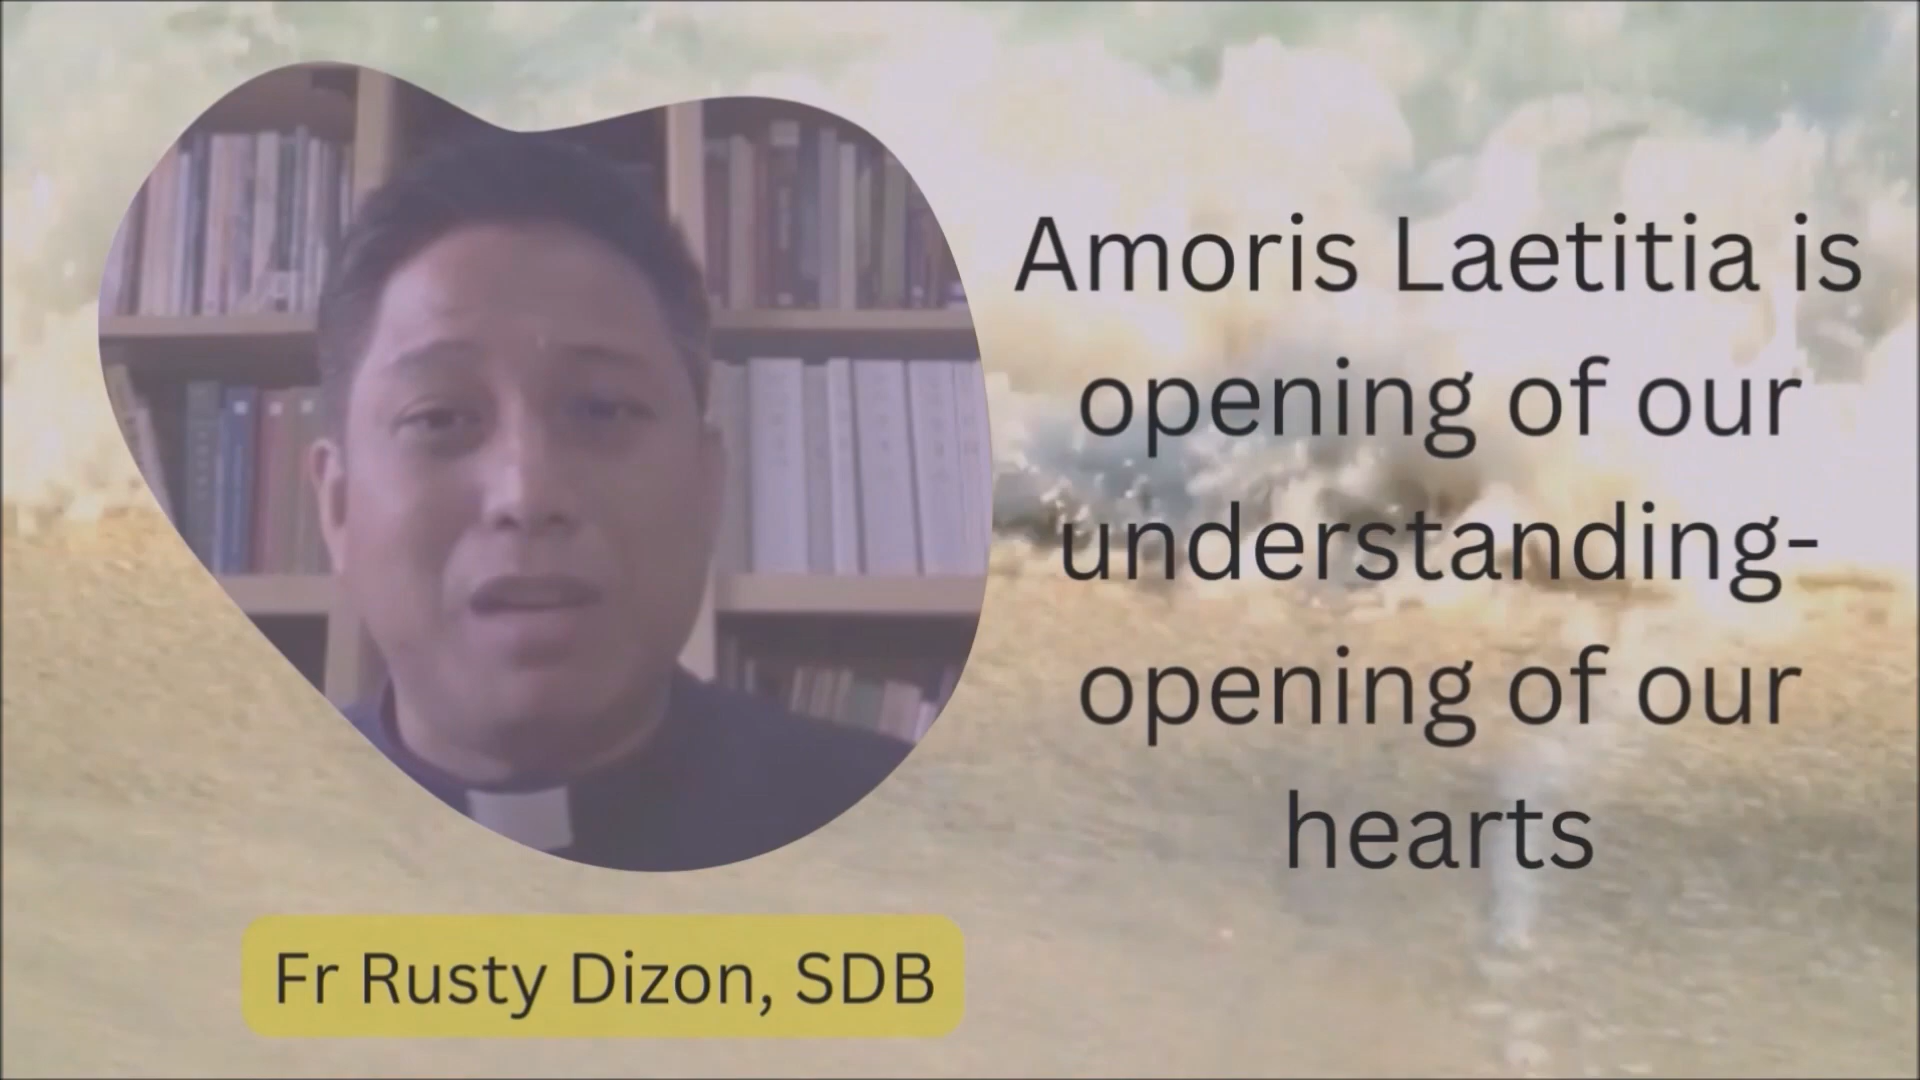 Amoris Laetitia is
opening of our
understanding-
opening of our
hearts
Fr Rusty Dizon, SDB